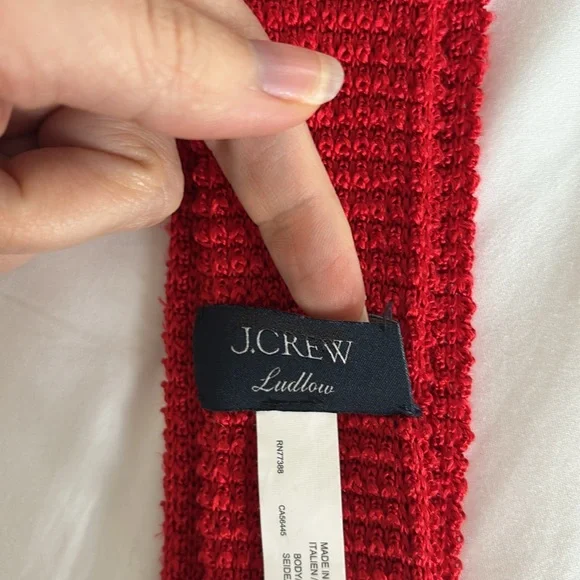 J.CREW
Ludlow
RN77388
CA56445
MADE IN
ITALIEN/
BODY/
SEIDE